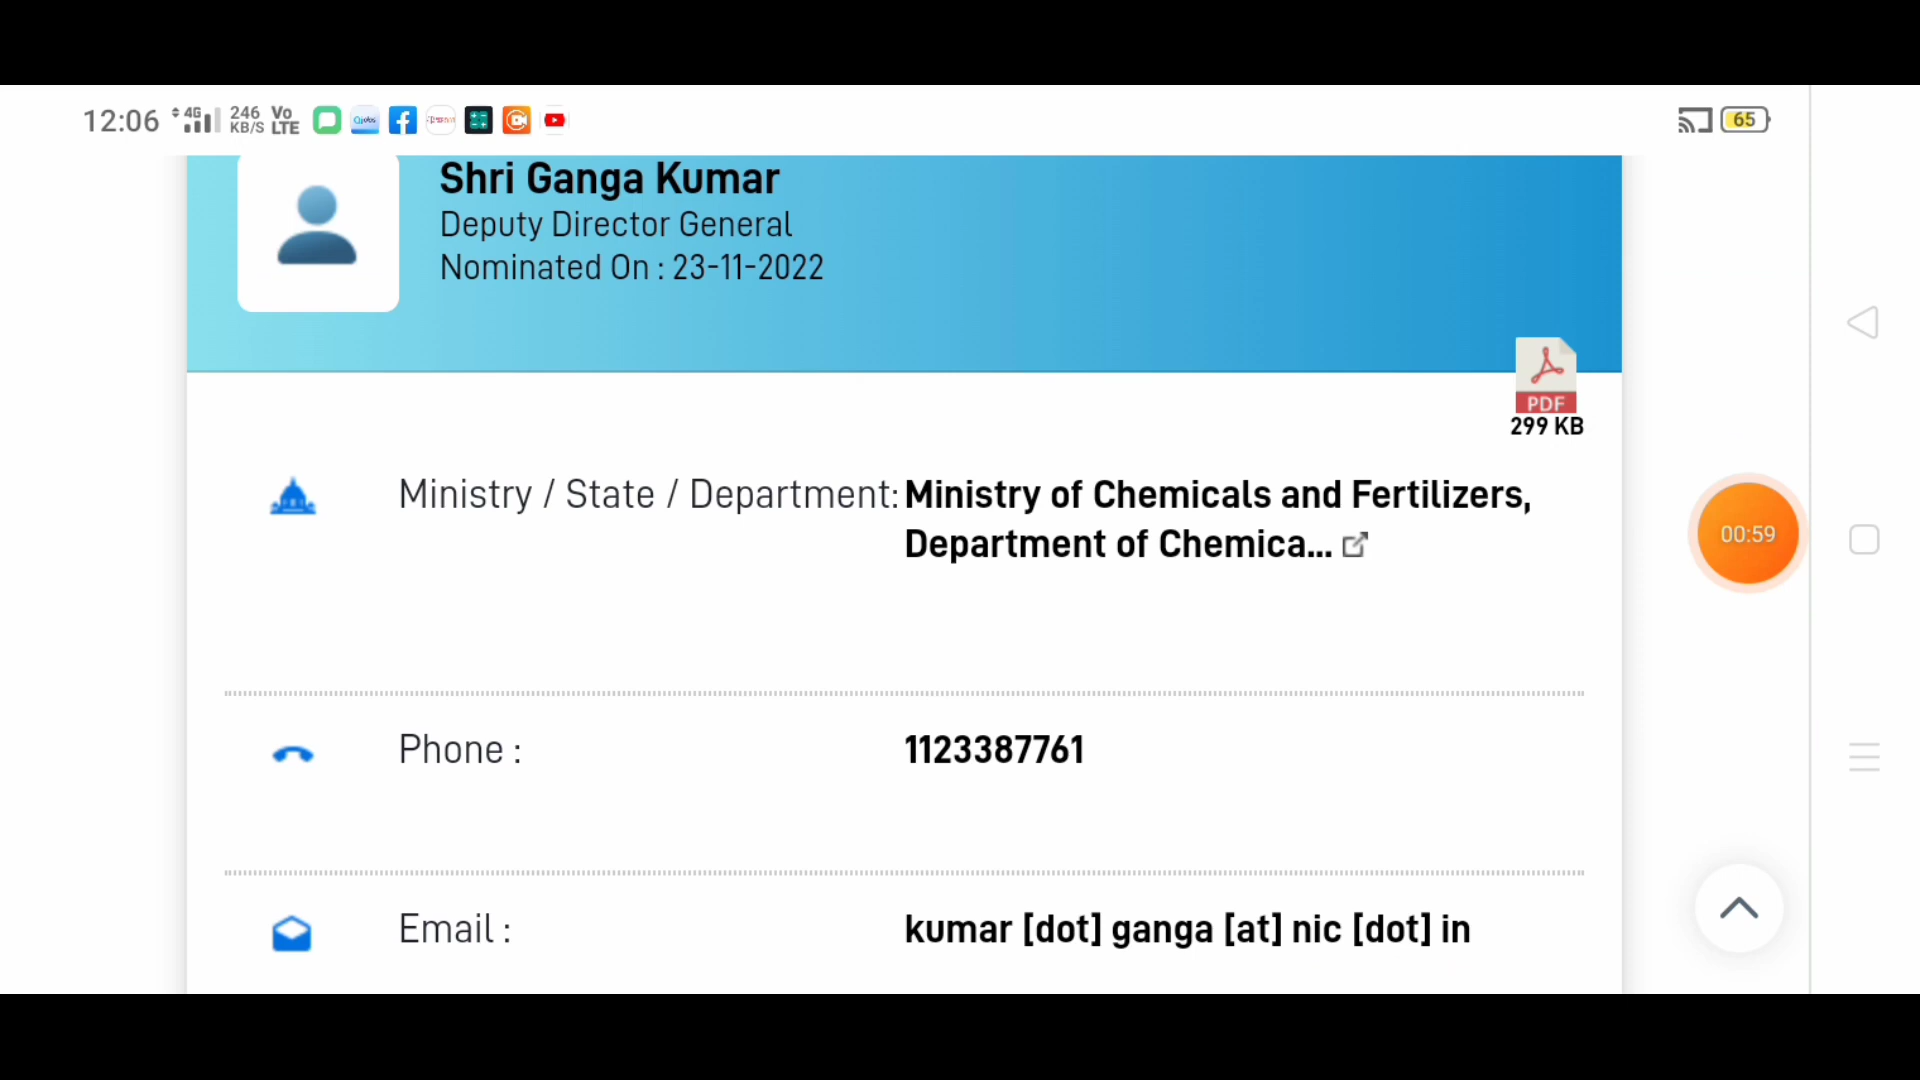 12:06 4G 246 KB/S Vo LTE 65
Shri Ganga Kumar
Deputy Director General
Nominated On : 23-11-2022
PDF
299 KB
Ministry / State / Department: Ministry of Chemicals and Fertilizers,
Department of Chemica...
00:59
Phone : 1123387761
Email : kumar [dot] ganga [at] nic [dot] in